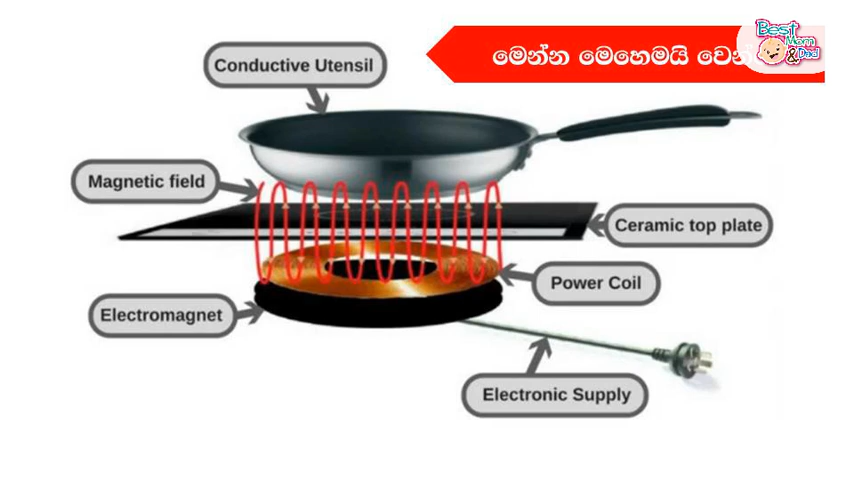 මෙන්න මෙහෙමයි
Best
Mom
& Dad
Conductive Utensil
Magnetic field
Ceramic top plate
Power Coil
Electromagnet
Electronic Supply